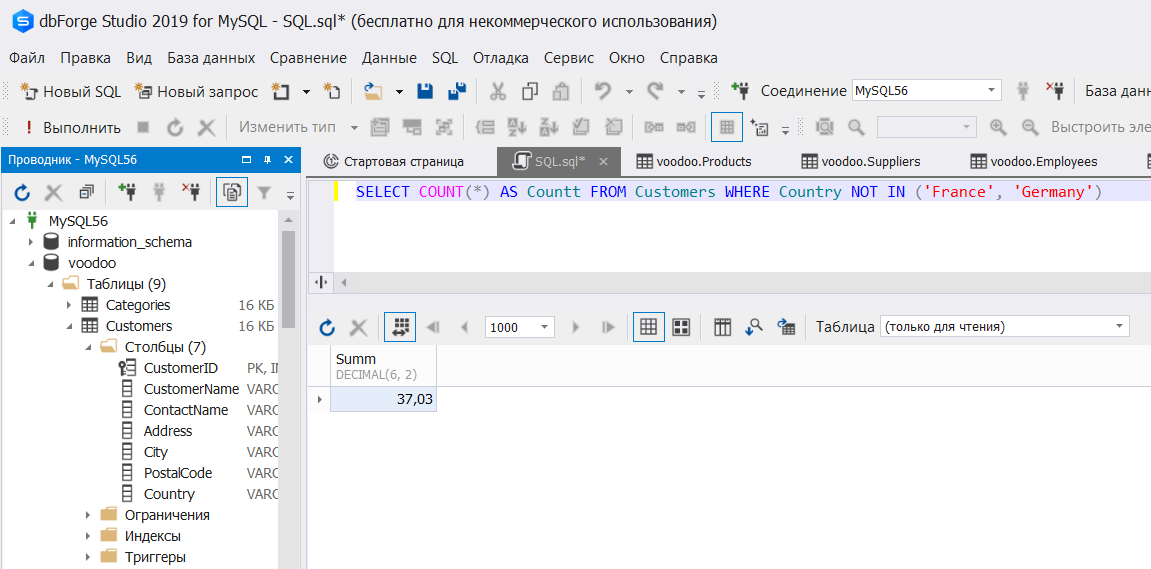 dbForge Studio 2019 for MySQL - SQL.sql* (бесплатно для некоммерческого использования)
Файл Правка Вид База данных Сравнение Данные SQL Отладка Сервис Окно Справка
Новый SQL Новый запрос Соединение MySQL56 База дан
Выполнить Изменить тип Выстроить эле
Проводник - MySQL56
Стартовая страница SQL.sql* voodoo.Products voodoo.Suppliers voodoo.Employees
SELECT COUNT(*) AS Countt FROM Customers WHERE Country NOT IN ('France', 'Germany')
MySQL56
information_schema
voodoo
Таблицы (9)
Categories 16 КБ
Customers 16 КБ
Столбцы (7)
CustomerID PK, IN
CustomerName VARC
ContactName VARC
Address VARC
City VARC
PostalCode VARC
Country VARC
Ограничения
Индексы
Триггеры
1000 Таблица (только для чтения)
Summ
DECIMAL(6, 2)
37,03